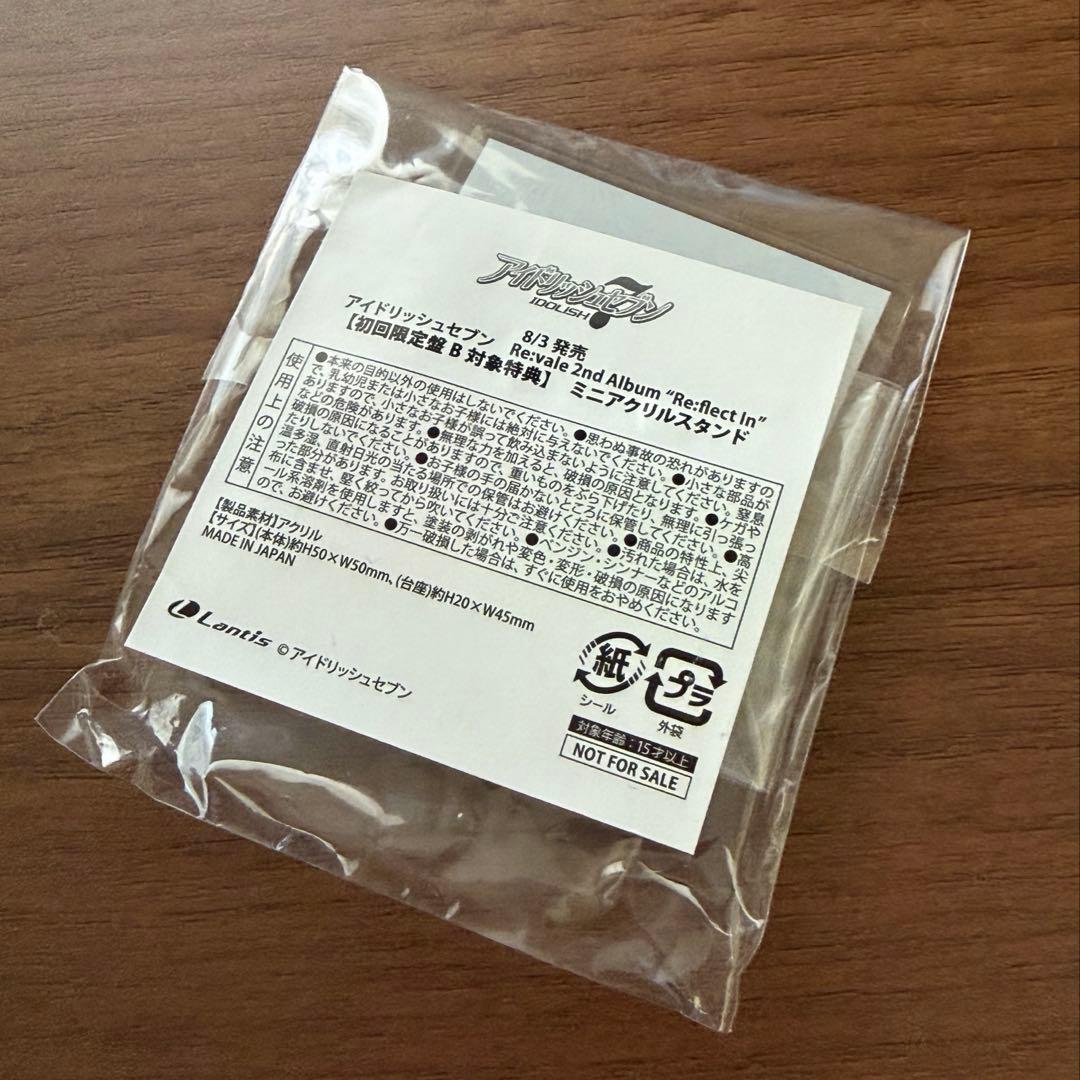 アイドリッシュセブン
IDOLISH7
8/3 発売
アイドリッシュセブン Re:vale 2nd Album “Re:flect In”
【初回限定盤 B 対象特典】 ミニアクリルスタンド
使用上の注意
●本来の目的以外の使用はしないでください。●思わぬ事故の恐れがありますの
で、乳幼児または小さなお子様には絶対に与えないでください。●小さな部品が
ありますので、小さなお子様が誤って飲み込まないように注意してください。窒息
などの危険があります。●無理な力を加えると、破損の原因となります。●ケガや
破損の原因になることがありますので、重いものをぶら下げたり、無理に引っ張っ
たりしないでください。●お子様の手の届かないところに保管してください。●高
温多湿、直射日光の当たる場所での保管はお避けください。●商品の特性上、尖
った部分があります。お取り扱いには十分ご注意ください。●汚れた場合は、水を
布に含ませ、堅く絞ってから吹いてください。●ベンジン・シンナーなどのアルコ
ール系溶剤を使用しますと、塗装の剥がれや変色・変形・破損の原因になります
ので、お避けください。●万一破損した場合は、すぐに使用をおやめください。
【製品素材】アクリル
【サイズ】(本体)約H50×W50mm、(台座)約H20×W45mm
MADE IN JAPAN
Lantis ©アイドリッシュセブン
紙 プラ
シール 外袋
対象年齢:15才以上
NOT FOR SALE